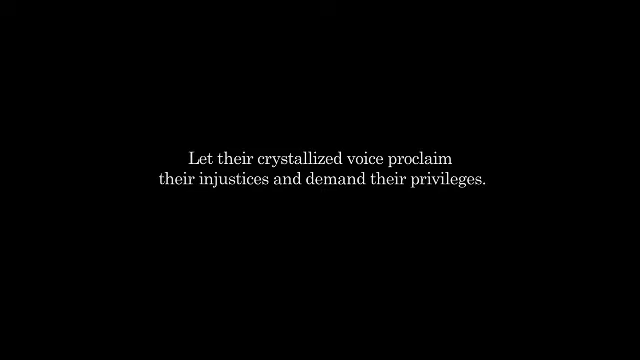 Let their crystallized voice proclaim
their injustices and demand their privileges.